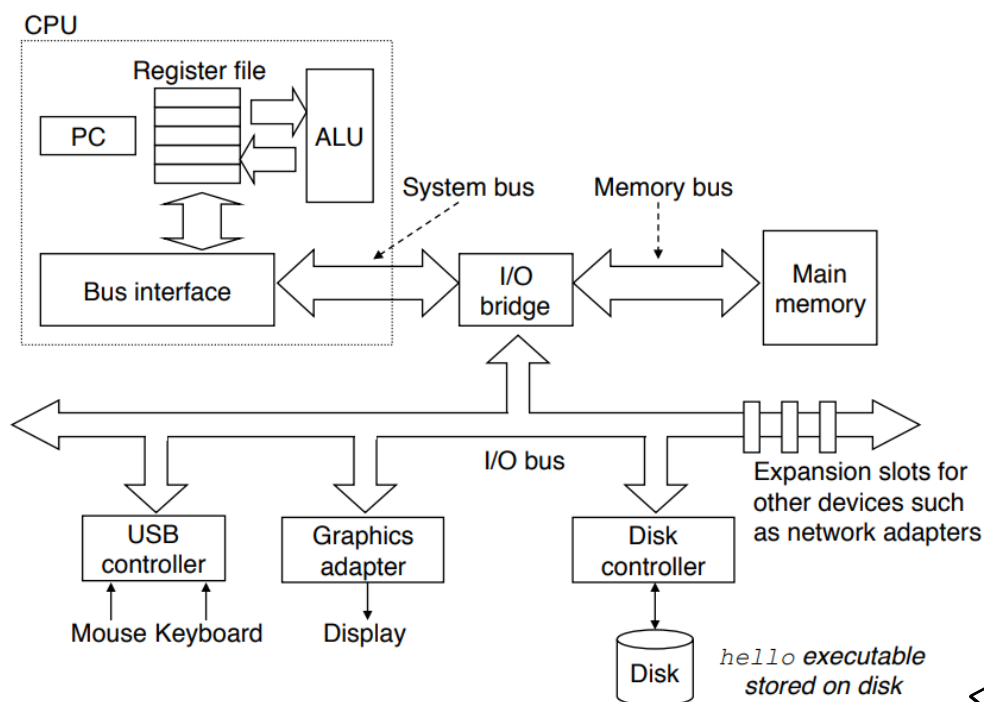 CPU
Register file
PC
ALU
System bus
Memory bus
Bus interface
I/O
bridge
Main
memory
I/O bus
Expansion slots for
other devices such
as network adapters
USB
controller
Graphics
adapter
Disk
controller
Mouse Keyboard
Display
Disk
hello executable
stored on disk